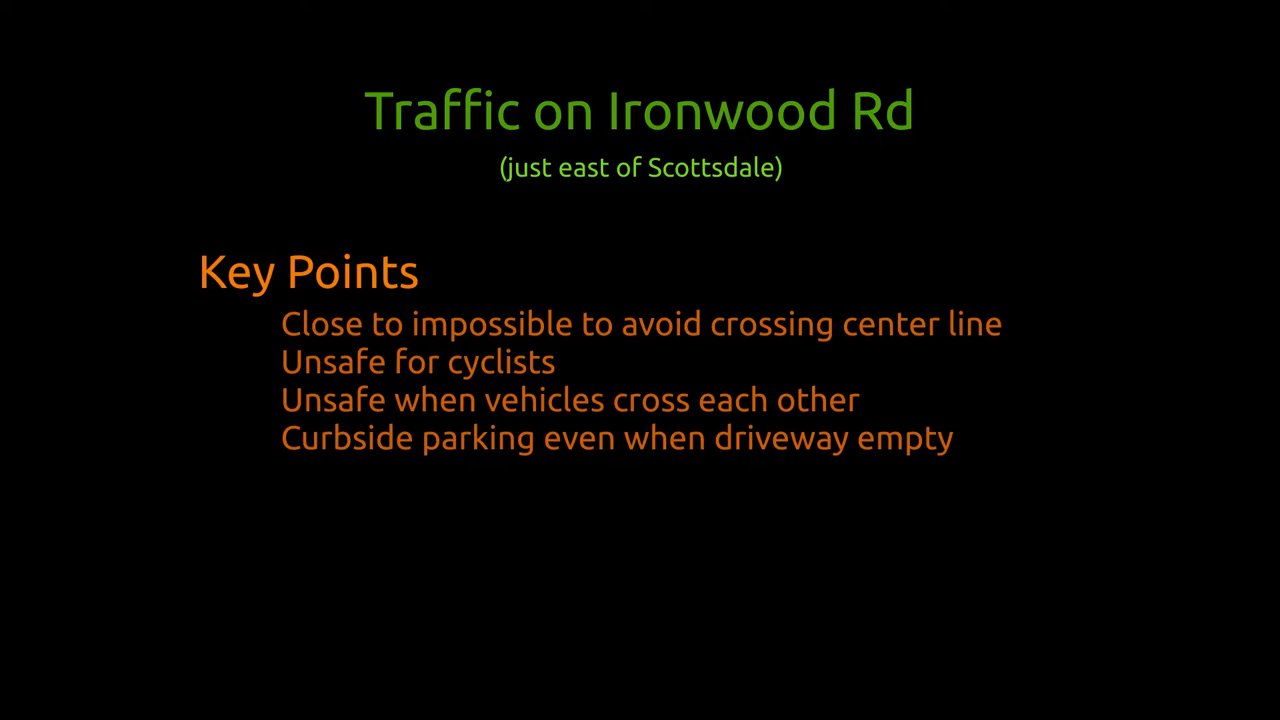 Traffic on Ironwood Rd
(just east of Scottsdale)
Key Points
Close to impossible to avoid crossing center line
Unsafe for cyclists
Unsafe when vehicles cross each other
Curbside parking even when driveway empty